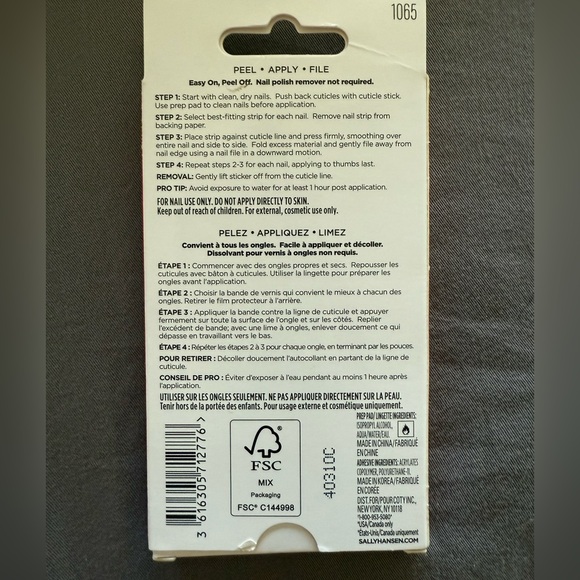 1065
PEEL • APPLY • FILE
Easy On, Peel Off. Nail polish remover not required.
STEP 1: Start with clean, dry nails. Push back cuticles with cuticle stick.
Use prep pad to clean nails before application.
STEP 2: Select best-fitting strip for each nail. Remove nail strip from
backing paper.
STEP 3: Place strip against cuticle line and press firmly, smoothing over
entire nail and side to side. Fold excess material and gently file away from
nail edge using a nail file in a downward motion.
STEP 4: Repeat steps 2-3 for each nail, applying to thumbs last.
REMOVAL: Gently lift sticker off from the cuticle line.
PRO TIP: Avoid exposure to water for at least 1 hour post application.
FOR NAIL USE ONLY. DO NOT APPLY DIRECTLY TO SKIN.
Keep out of reach of children. For external, cosmetic use only.
PELEZ • APPLIQUEZ • LIMEZ
Convient à tous les ongles. Facile à appliquer et décoller.
Dissolvant pour vernis à ongles non requis.
ÉTAPE 1 : Commencer avec des ongles propres et secs. Repousser les
cuticules avec bâton à cuticules. Utiliser la lingette pour préparer les
ongles avant l'application.
ÉTAPE 2 : Choisir la bande de vernis qui convient le mieux à chacun des
ongles. Retirer le film protecteur à l'arrière.
ÉTAPE 3 : Appliquer la bande contre la ligne de cuticule et appuyer
fermement sur toute la surface de l'ongle et sur les côtés. Replier
l'excédent de bande; avec une lime à ongles, enlever doucement ce qui
dépasse en travaillant vers le bas.
ÉTAPE 4 : Répéter les étapes 2 à 3 pour chaque ongle, en terminant par les pouces.
POUR RETIRER : Décoller doucement l'autocollant en partant de la ligne de
cuticule.
CONSEIL DE PRO : Éviter d'exposer à l'eau pendant au moins 1 heure après
l'application.
UTILISER SUR LES ONGLES SEULEMENT. NE PAS APPLIQUER DIRECTEMENT SUR LA PEAU.
Tenir hors de la portée des enfants. Pour usage externe et cosmétique uniquement.
3 616305 712776 >
FSC
MIX
Packaging
FSC® C144998
40310C
PREP PAD/ LINGETTE INGREDIENTS:
ISOPROPYL ALCOHOL,
AQUA/WATER/EAU.
MADE IN CHINA/FABRIQUÉ
EN CHINE
ADHESIVE INGREDIENTS: ACRYLATES
COPOLYMER, POLYURETHANE-11.
MADE IN KOREA/FABRIQUÉ
EN CORÉE
DIST. FOR/POUR COTY INC.,
NEW YORK, NY 10118
*1-800-953-5080*
*USA/Canada only
*États-Unis/Canada uniquement
SALLYHANSEN.COM